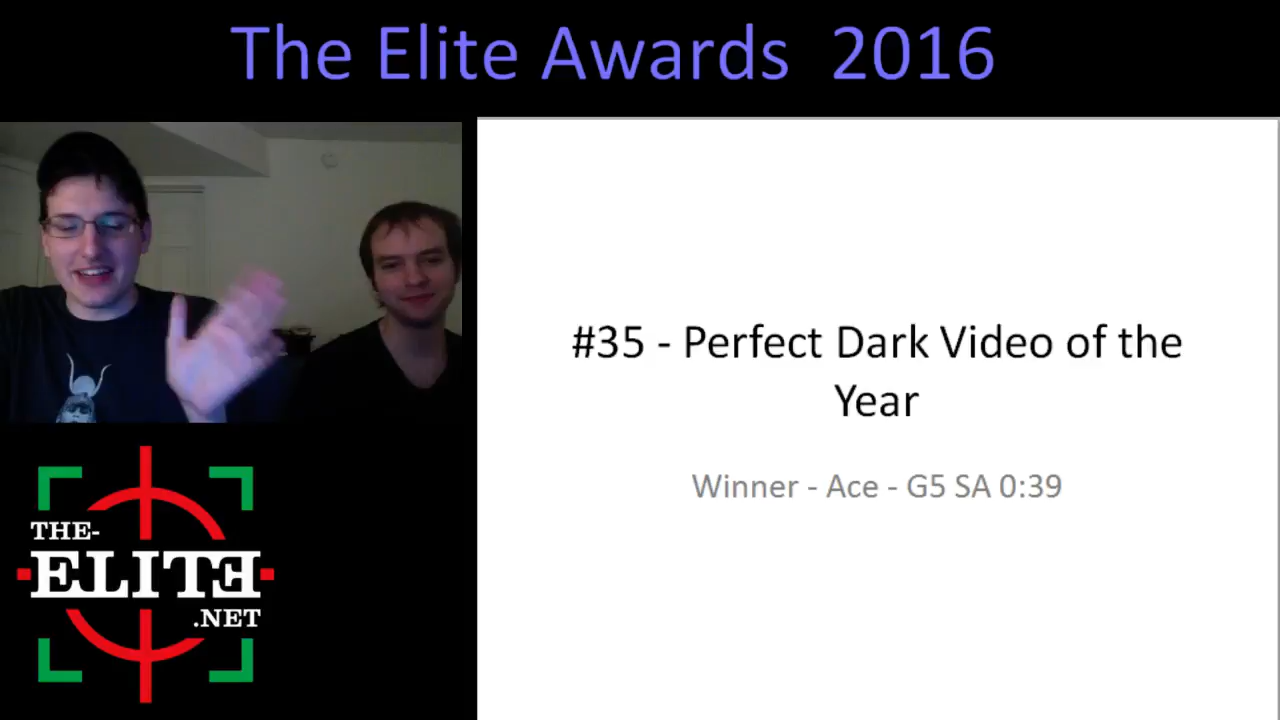 The Elite Awards 2016
#35 - Perfect Dark Video of the
Year
Winner - Ace - G5 SA 0:39
THE-
ELITE
.NET